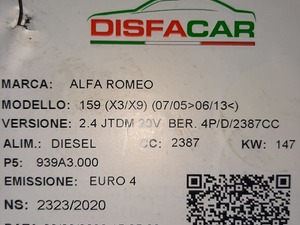 DISFACAR
MARCA: ALFA ROMEO
MODELLO: 159 (X3/X9) (07/05>06/13<)
VERSIONE: 2.4 JTDM 20V BER. 4P/D/2387CC
ALIM.: DIESEL CC: 2387 KW: 147
P5: 939A3.000
EMISSIONE: EURO 4
NS: 2323/2020